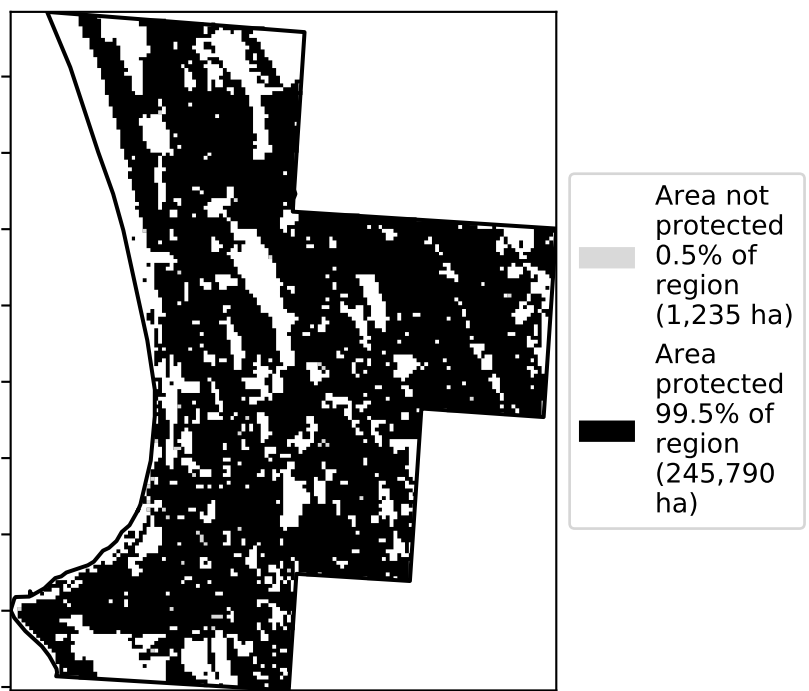 Area not
protected
0.5% of
region
(1,235 ha)
Area
protected
99.5% of
region
(245,790
ha)